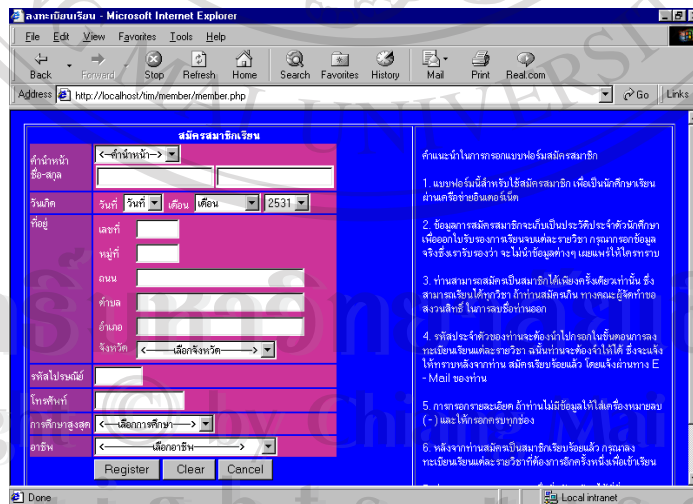 ลงทะเบียนเรียน - Microsoft Internet Explorer
File Edit View Favorites Tools Help
Back Forward Stop Refresh Home Search Favorites History Mail Print Real.com
Address http://localhost/tim/member/member.php Go Links
สมัครสมาชิกเรียน
คำนำหน้า <--คำนำหน้า-->
ชื่อ-สกุล
วันเกิด วันที่ วันที่ เดือน เดือน 2531
ที่อยู่ เลขที่
หมู่ที่
ถนน
ตำบล
อำเภอ
จังหวัด <-----เลือกจังหวัด----->
รหัสไปรษณีย์
โทรศัพท์
การศึกษาสูงสุด <---เลือกการศึกษา---->
อาชีพ <----------เลือกอาชีพ---------->
Register Clear Cancel
คำแนะนำในการกรอกแบบฟอร์มสมัครสมาชิก
1. แบบฟอร์มนี้สำหรับใช้สมัครสมาชิก เพื่อเป็นนักศึกษาเรียน
ผ่านเครือข่ายอินเตอร์เน็ต
2. ข้อมูลการสมัครสมาชิกจะเก็บเป็นประวัติประจำตัวนักศึกษา
เพื่อออกใบรับรองการเรียนจบแต่ละรายวิชา กรุณากรอกข้อมูล
จริงซึ่งเรารับรองว่า จะไม่นำข้อมูลต่างๆ เผยแพร่ให้ใครทราบ
3. ท่านสามารถสมัครเป็นสมาชิกได้เพียงครั้งเดียวเท่านั้น ซึ่ง
สามารถเรียนได้ทุกวิชา ถ้าท่านสมัครเกิน ทางคณะผู้จัดทำขอ
สงวนสิทธิ์ ในการลบชื่อท่านออก
4. รหัสประจำตัวของท่านจะต้องนำไปกรอกในขั้นตอนการลง
ทะเบียนเรียนแต่ละรายวิชา ฉนั้นท่านจะต้องจำให้ได้ ซึ่งจะแจ้ง
ให้ทราบหลังจากท่าน สมัครเรียบร้อยแล้ว โดยแจ้งผ่านทาง E
- Mail ของท่าน
5. การกรอกรายละเอียด ถ้าท่านไม่มีข้อมูลให้ใส่เครื่องหมายลบ
(-) และให้กรอกครบทุกช่อง
6. หลังจากท่านสมัครเป็นสมาชิกเรียบร้อยแล้ว กรุณาลง
ทะเบียนเรียนแต่ละรายวิชาที่ต้องการอีกครั้งหนึ่งเพื่อเข้าเรียน
Done Local intranet